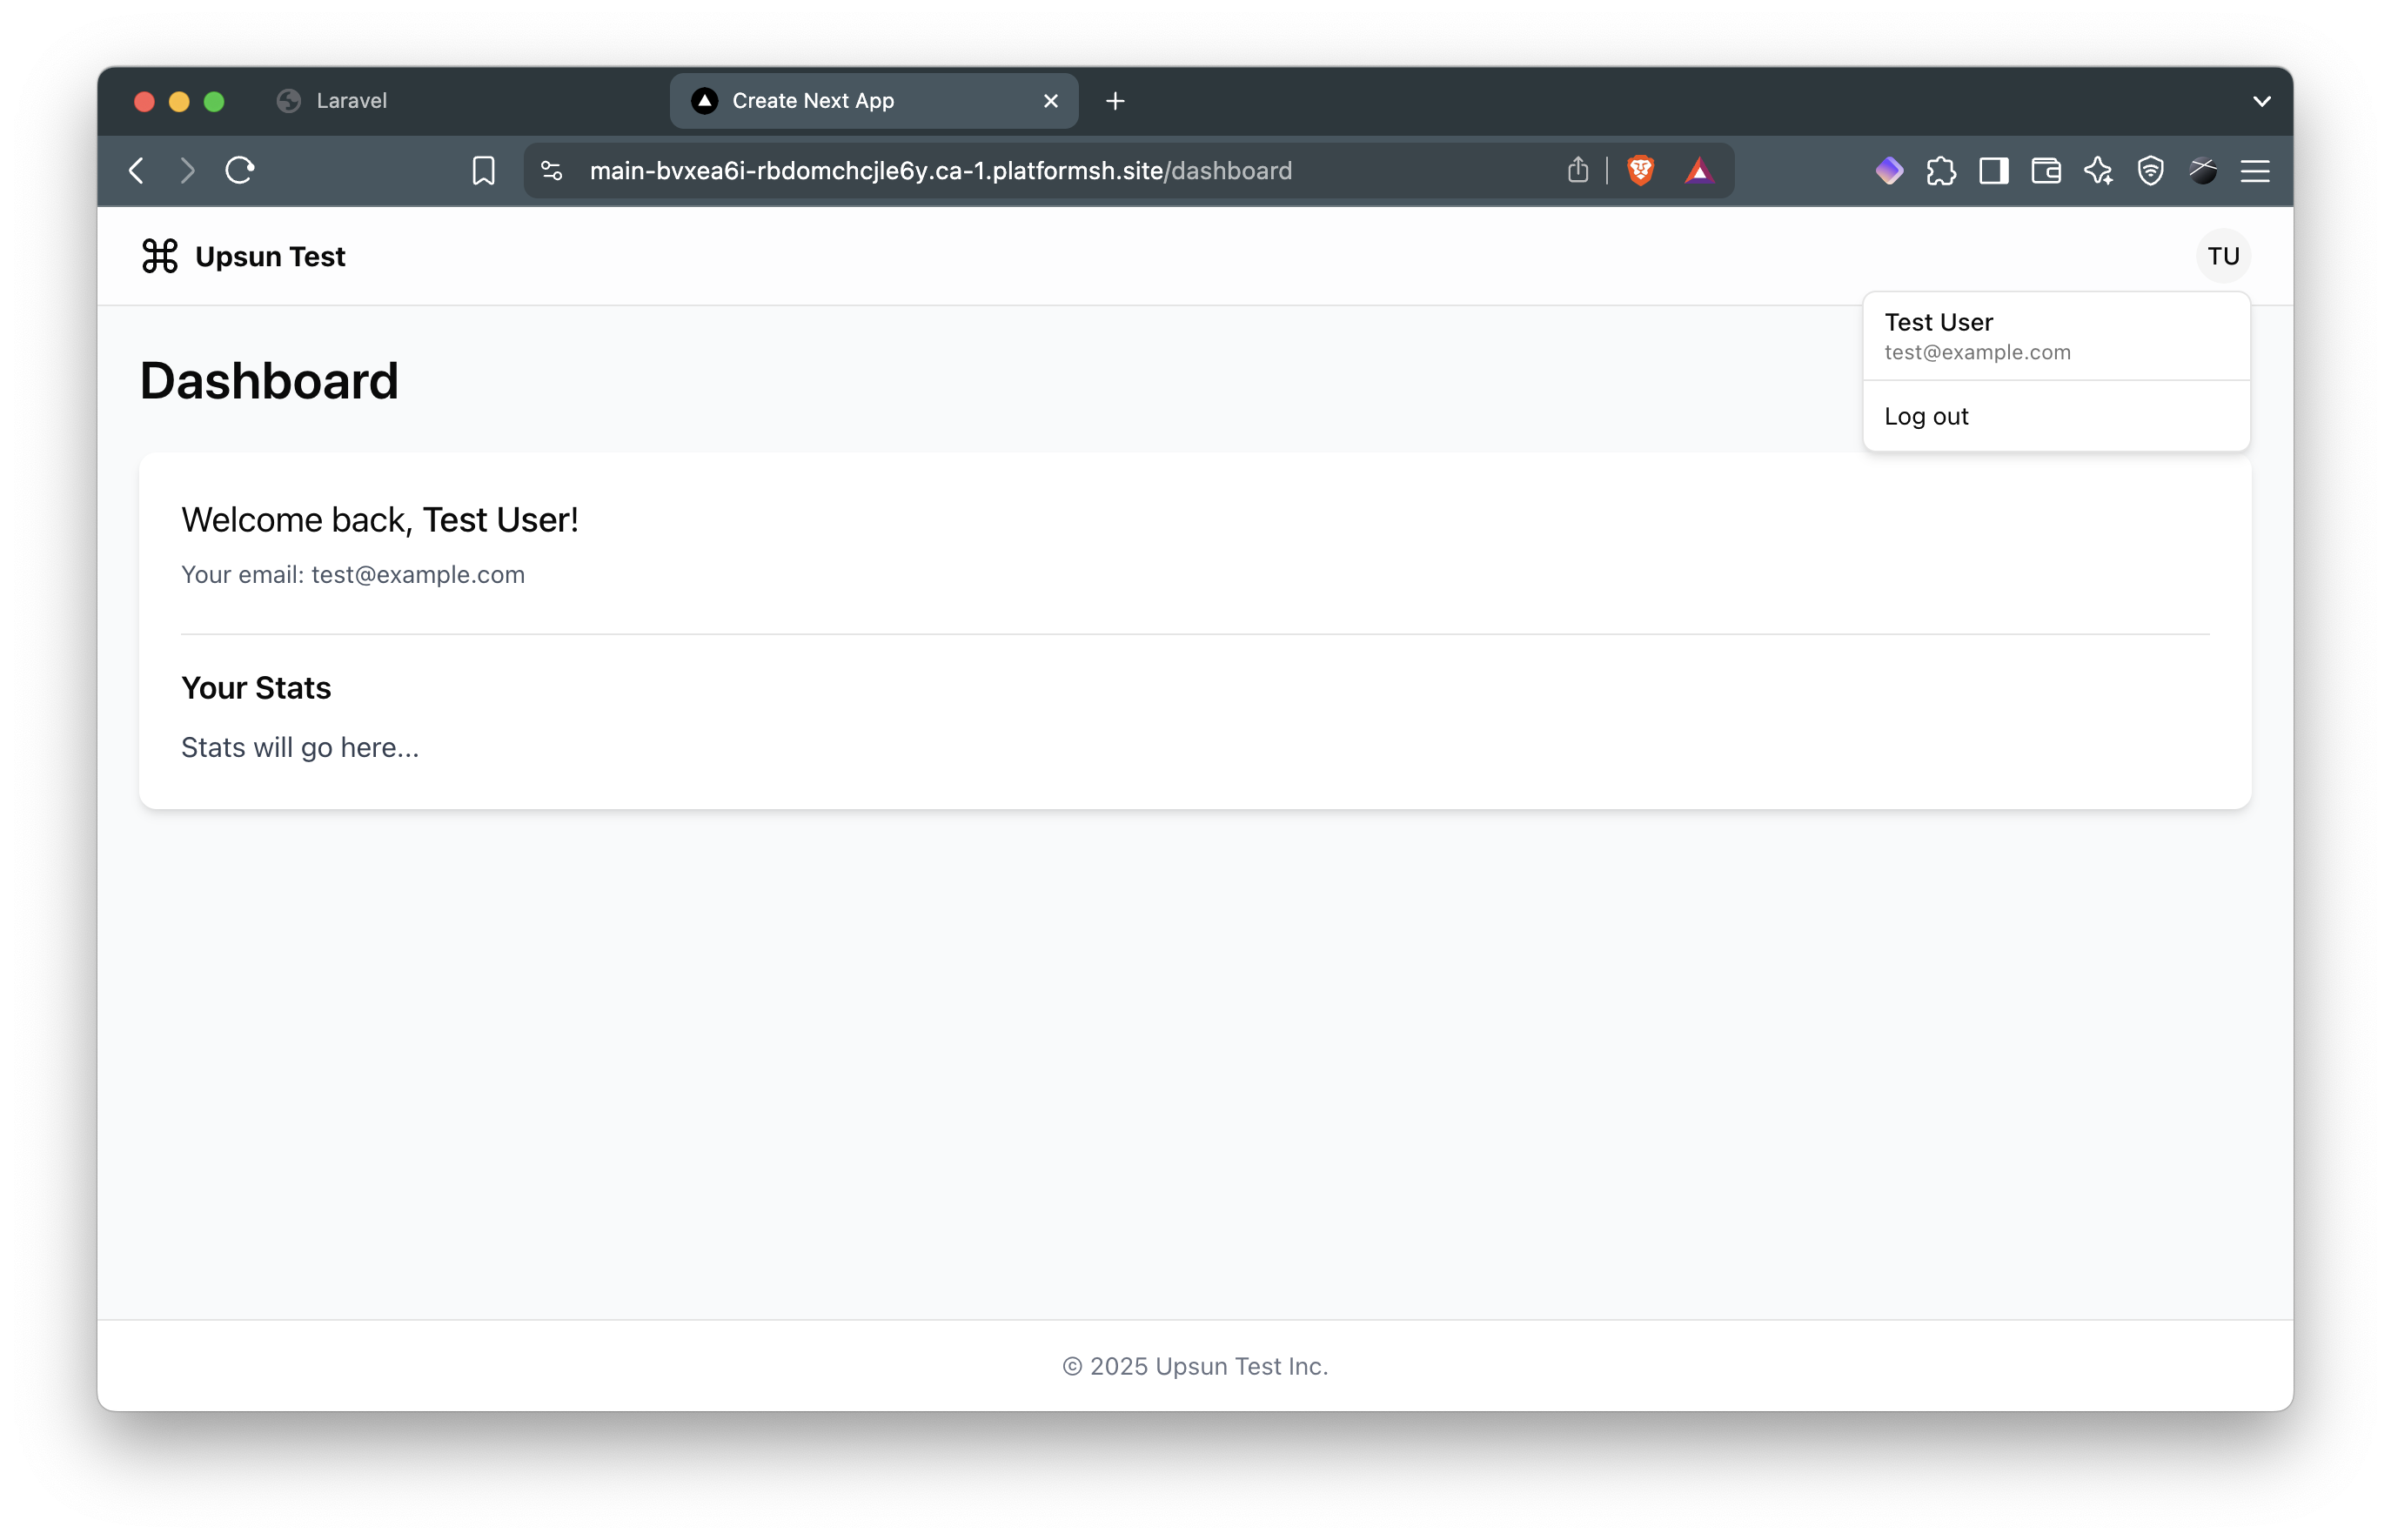 Laravel
Create Next App
main-bvxea6i-rbdomchcjle6y.ca-1.platformsh.site/dashboard
Upsun Test
TU
Test User
test@example.com
Log out
Dashboard
Welcome back, Test User!
Your email: test@example.com
Your Stats
Stats will go here...
© 2025 Upsun Test Inc.